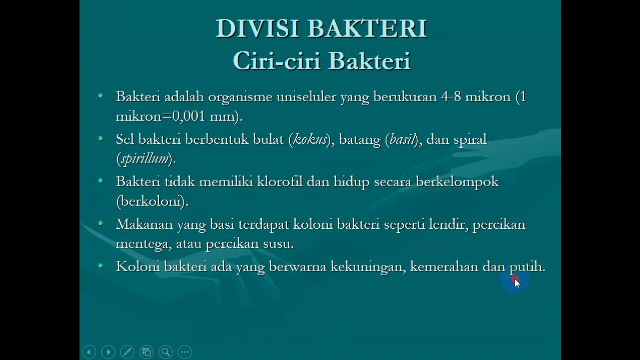 DIVISI BAKTERI
Ciri-ciri Bakteri
• Bakteri adalah organisme uniseluler yang berukuran 4-8 mikron (1
mikron=0,001 mm).
• Sel bakteri berbentuk bulat (kokus), batang (basil), dan spiral
(spirillum).
• Bakteri tidak memiliki klorofil dan hidup secara berkelompok
(berkoloni).
• Makanan yang basi terdapat koloni bakteri seperti lendir, percikan
mentega, atau percikan susu.
• Koloni bakteri ada yang berwarna kekuningan, kemerahan dan putih.